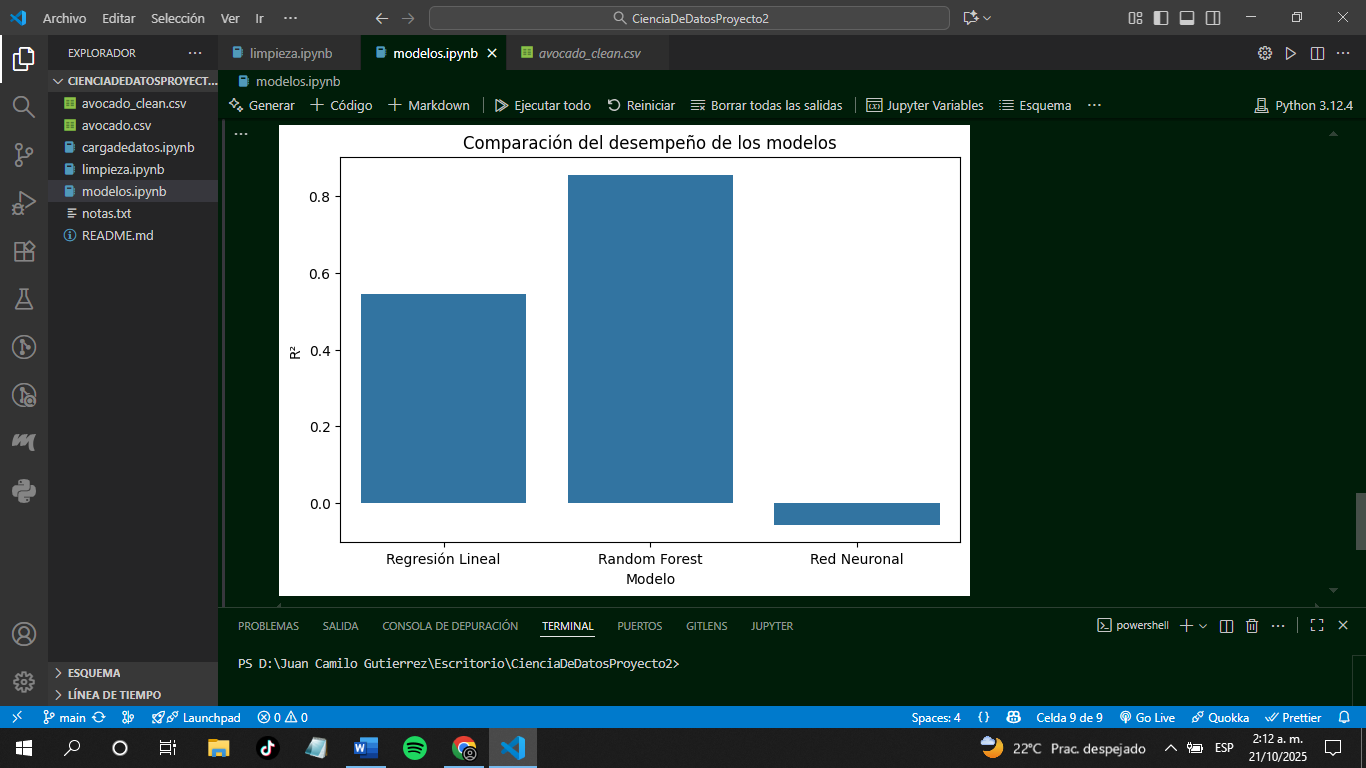 Archivo Editar Selección Ver Ir ··· CienciaDeDatosProyecto2
EXPLORADOR ···
limpieza.ipynb modelos.ipynb avocado_clean.csv
CIENCIADEDATOSPROYECT...
avocado_clean.csv
avocado.csv
cargadedatos.ipynb
limpieza.ipynb
modelos.ipynb
notas.txt
README.md
ESQUEMA
LÍNEA DE TIEMPO
modelos.ipynb
Generar Código Markdown Ejecutar todo Reiniciar Borrar todas las salidas Jupyter Variables Esquema ··· Python 3.12.4
Comparación del desempeño de los modelos
R²
0.8
0.6
0.4
0.2
0.0
Regresión Lineal Random Forest Red Neuronal
Modelo
PROBLEMAS SALIDA CONSOLA DE DEPURACIÓN TERMINAL PUERTOS GITLENS JUPYTER powershell
PS D:\Juan Camilo Gutierrez\Escritorio\CienciaDeDatosProyecto2>
main Launchpad 0 0 Spaces: 4 {} Celda 9 de 9 Go Live Quokka Prettier
22°C Prac. despejado ESP 2:12 a. m.
21/10/2025